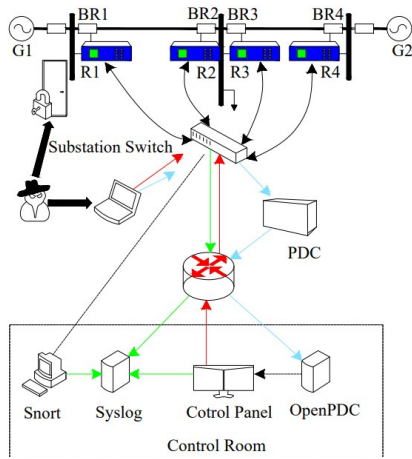 BR1 BR2 BR3 BR4
G1 G2
R1 R2 R3 R4
Substation Switch
PDC
Snort Syslog Cotrol Panel OpenPDC
Control Room